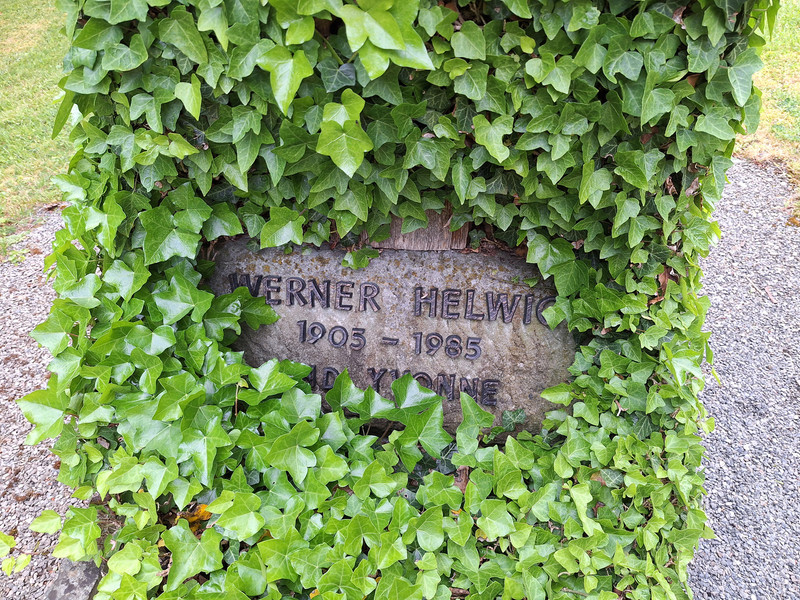 WERNER HELWIG
1905 – 1985
YVONNE